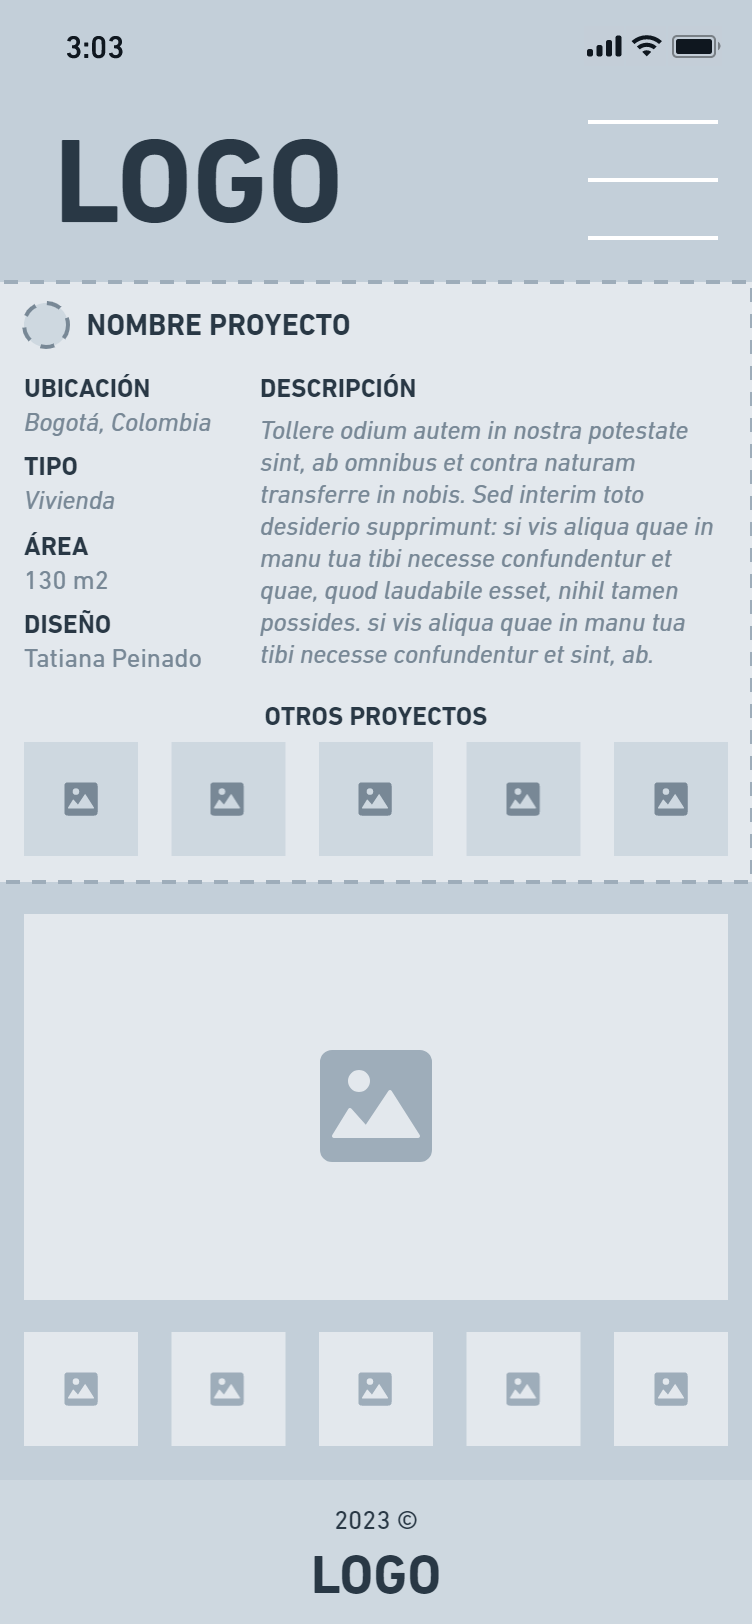 3:03
LOGO
NOMBRE PROYECTO
UBICACIÓN
Bogotá, Colombia
TIPO
Vivienda
ÁREA
130 m2
DISEÑO
Tatiana Peinado
DESCRIPCIÓN
Tollere odium autem in nostra potestate
sint, ab omnibus et contra naturam
transferre in nobis. Sed interim toto
desiderio supprimunt: si vis aliqua quae in
manu tua tibi necesse confundentur et
quae, quod laudabile esset, nihil tamen
possides. si vis aliqua quae in manu tua
tibi necesse confundentur et sint, ab.
OTROS PROYECTOS
2023 ©
LOGO